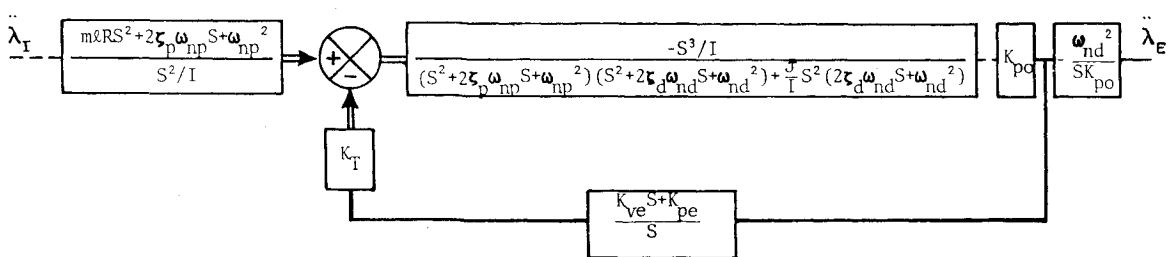 λ̈_I
mℓRS²+2ζ_pω_npS+ω_np²
S²/I
+
−
-S³/I
(S²+2ζ_pω_npS+ω_np²)(S²+2ζ_dω_ndS+ω_nd²)+J/I S²(2ζ_dω_ndS+ω_nd²)
K_po
ω_nd²
SK_po
λ̈_E
K_T
K_veS+K_pe
S